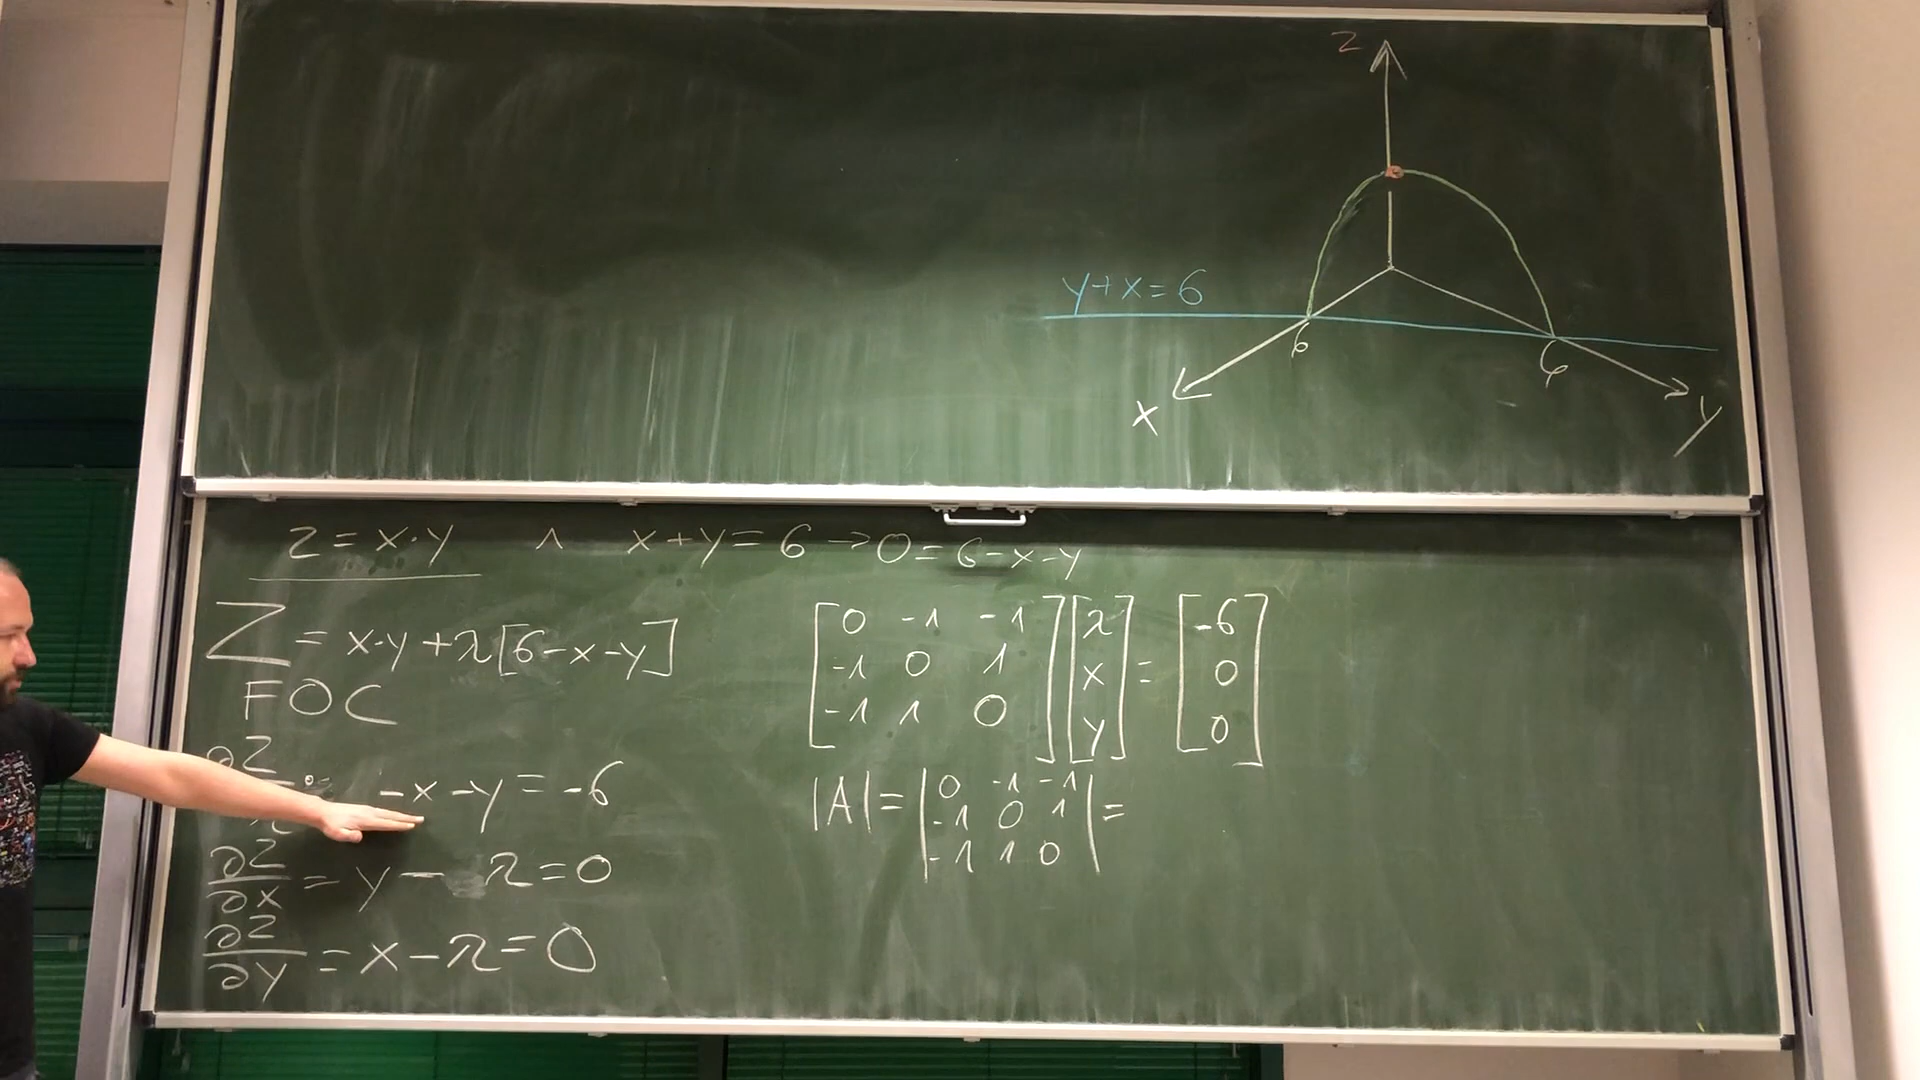 z
y+x=6
6
6
x
y
z = x·y ∧ x+y=6 → 0=6-x-y
Z = x·y + λ[6-x-y]
FOC
∂Z = -x-y = -6
∂Z/∂x = y - λ = 0
∂Z/∂y = x - λ = 0
[0 -1 -1] [λ] = [-6]
[-1 0 1] [x] [0]
[-1 1 0] [y] [0]
|A| = |0 -1 -1| =
|-1 0 1|
|-1 1 0|